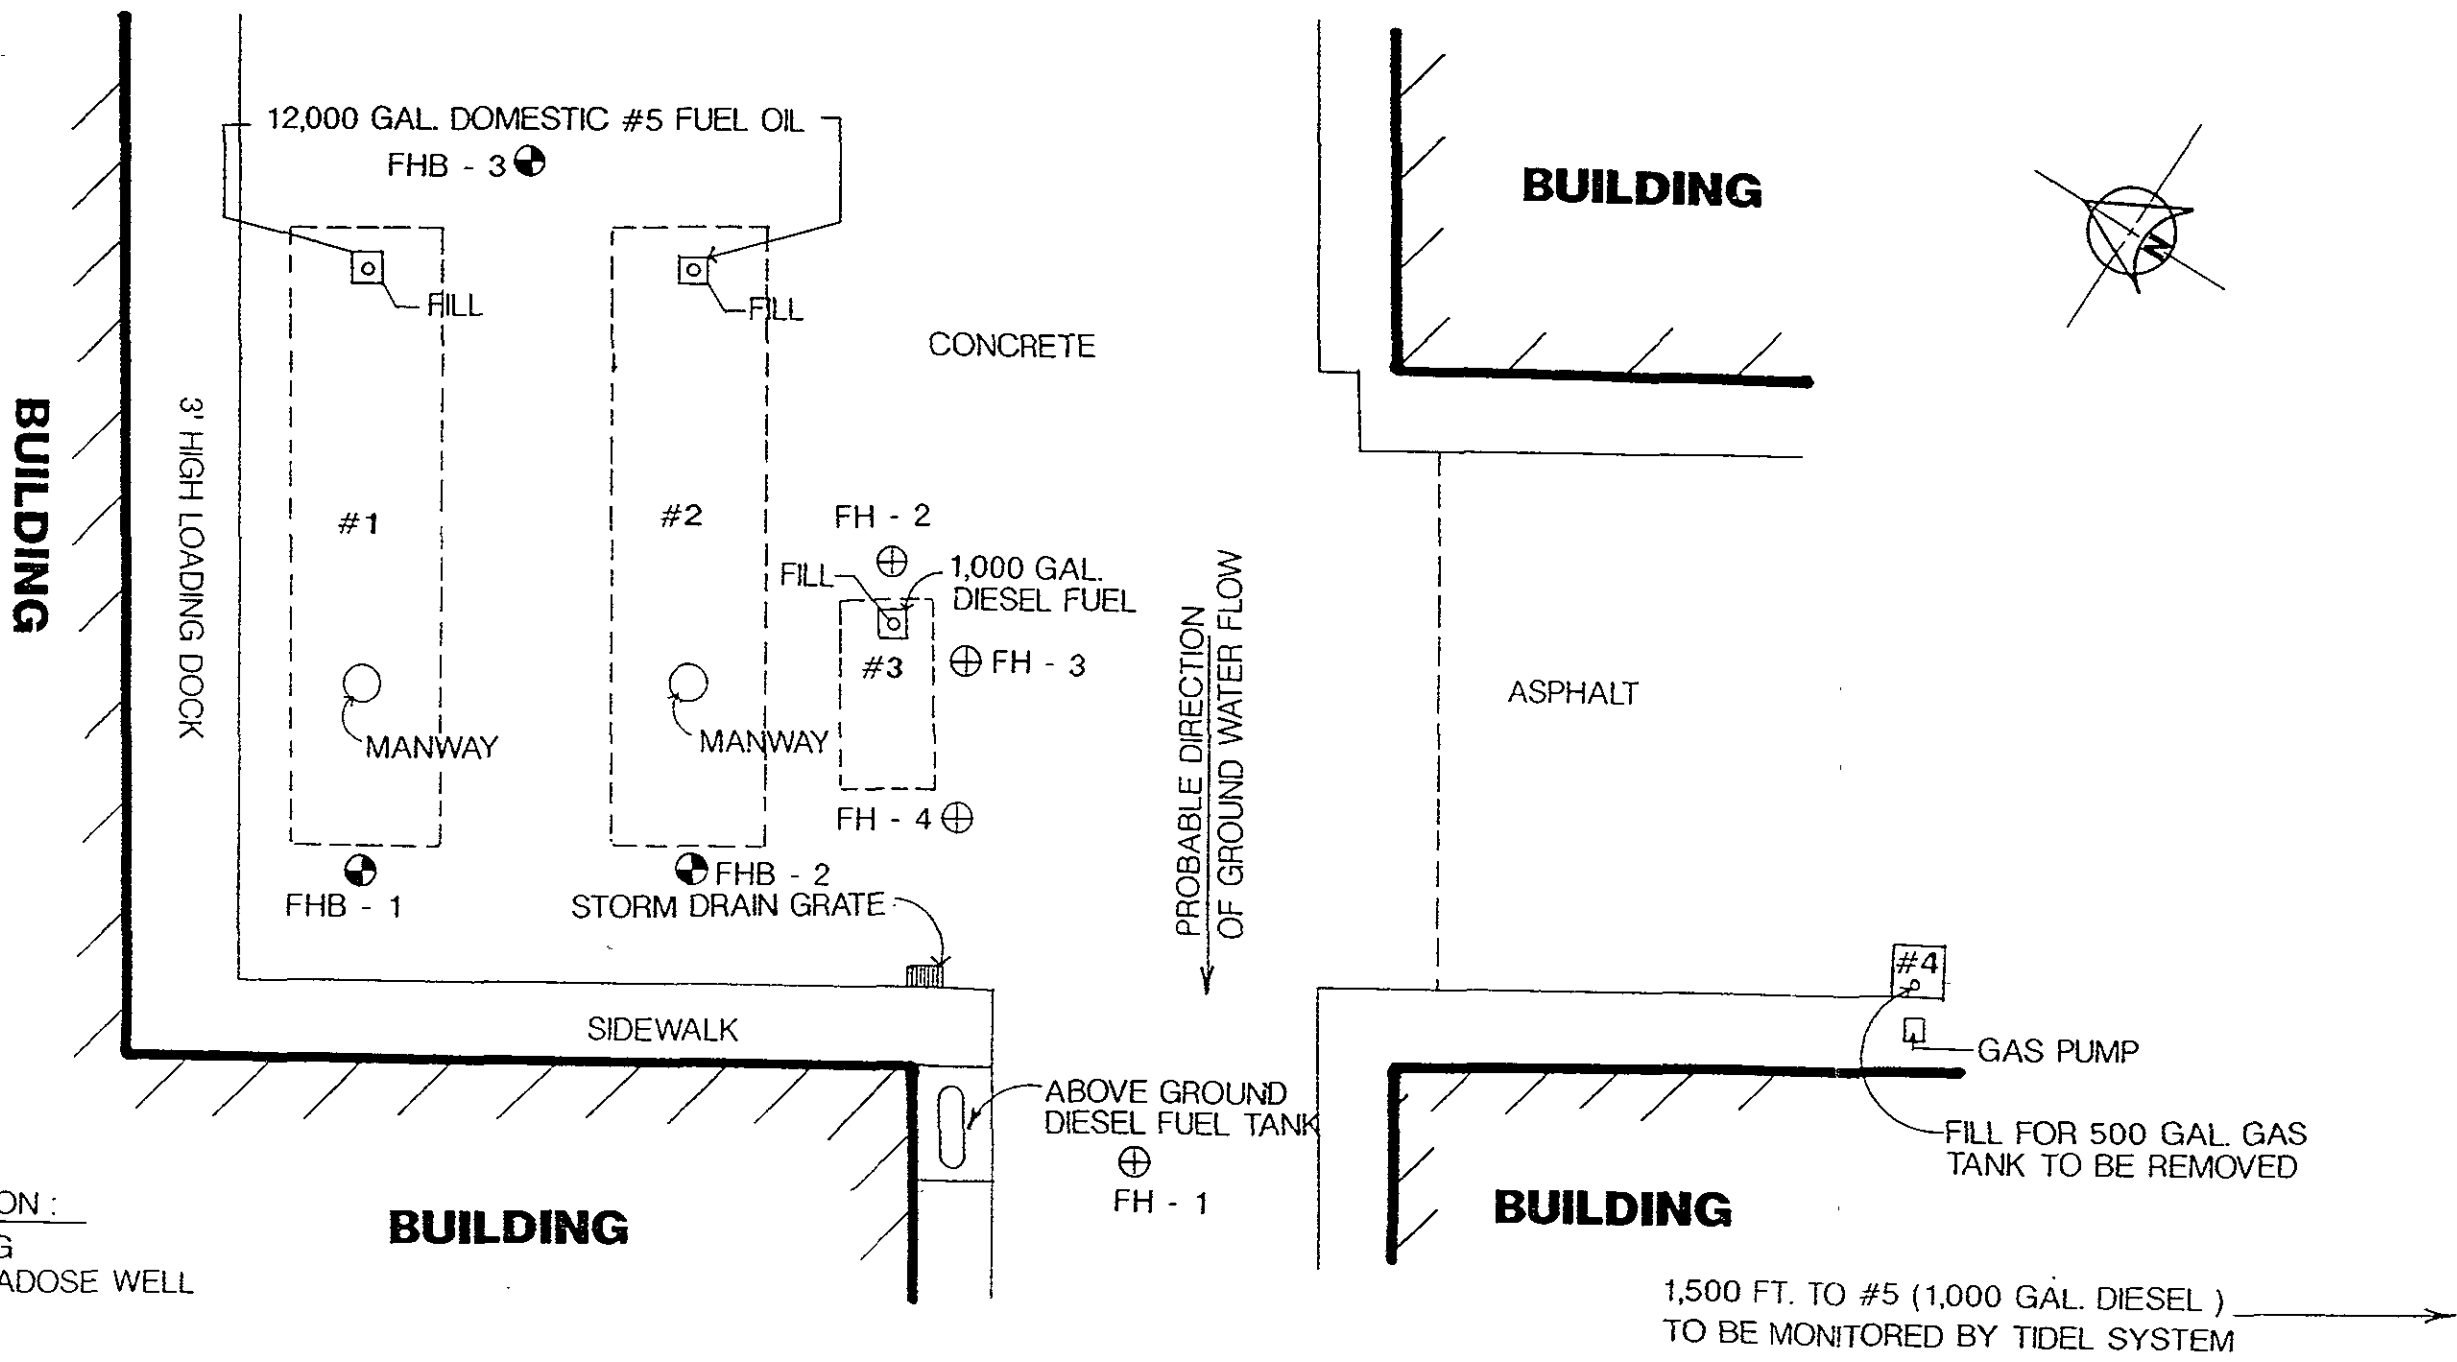 12,000 GAL. DOMESTIC #5 FUEL OIL
FHB - 3
BUILDING
N
FILL
FILL
CONCRETE
BUILDING
3' HIGH LOADING DOCK
#1
#2
FH - 2
FILL
1,000 GAL.
DIESEL FUEL
#3
FH - 3
PROBABLE DIRECTION
OF GROUND WATER FLOW
ASPHALT
MANWAY
MANWAY
FH - 4
FHB - 1
FHB - 2
STORM DRAIN GRATE
#4
SIDEWALK
GAS PUMP
ABOVE GROUND
DIESEL FUEL TANK
FH - 1
FILL FOR 500 GAL. GAS
TANK TO BE REMOVED
BUILDING
BUILDING
ON :
G
ADOSE WELL
1,500 FT. TO #5 (1,000 GAL. DIESEL )
TO BE MONITORED BY TIDEL SYSTEM